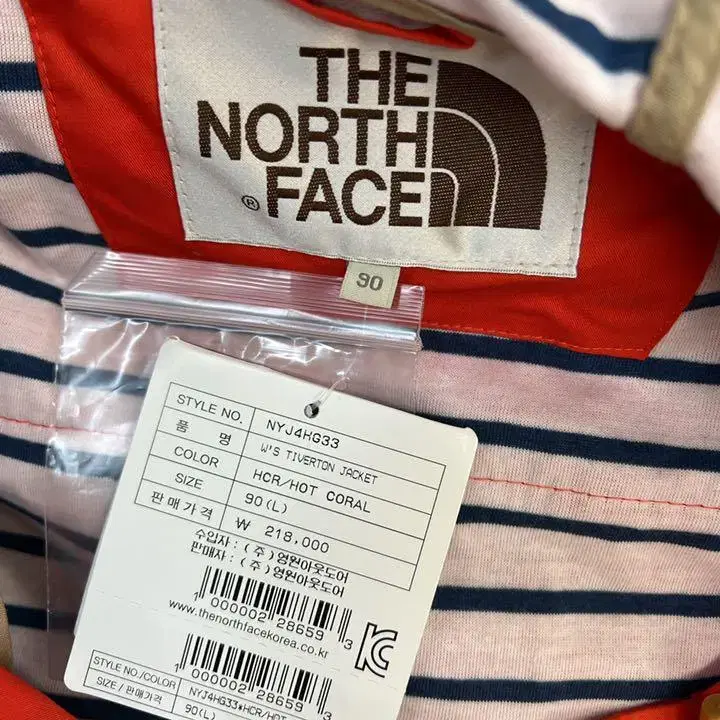 THE
NORTH
FACE
®
90
STYLE NO. NYJ4HG33
품 명 W'S TIVERTON JACKET
COLOR HCR/HOT CORAL
SIZE 90(L)
판매가격 ₩ 218,000
수입자 : (주)영원아웃도어
판매자 : (주)영원아웃도어
1 000002 28659 3
www.thenorthfacekorea.co.kr
STYLE NO./COLOR NYJ4HG33*HCR/HOT
1 000002 28659 3
SIZE / 판매가격 90(L)